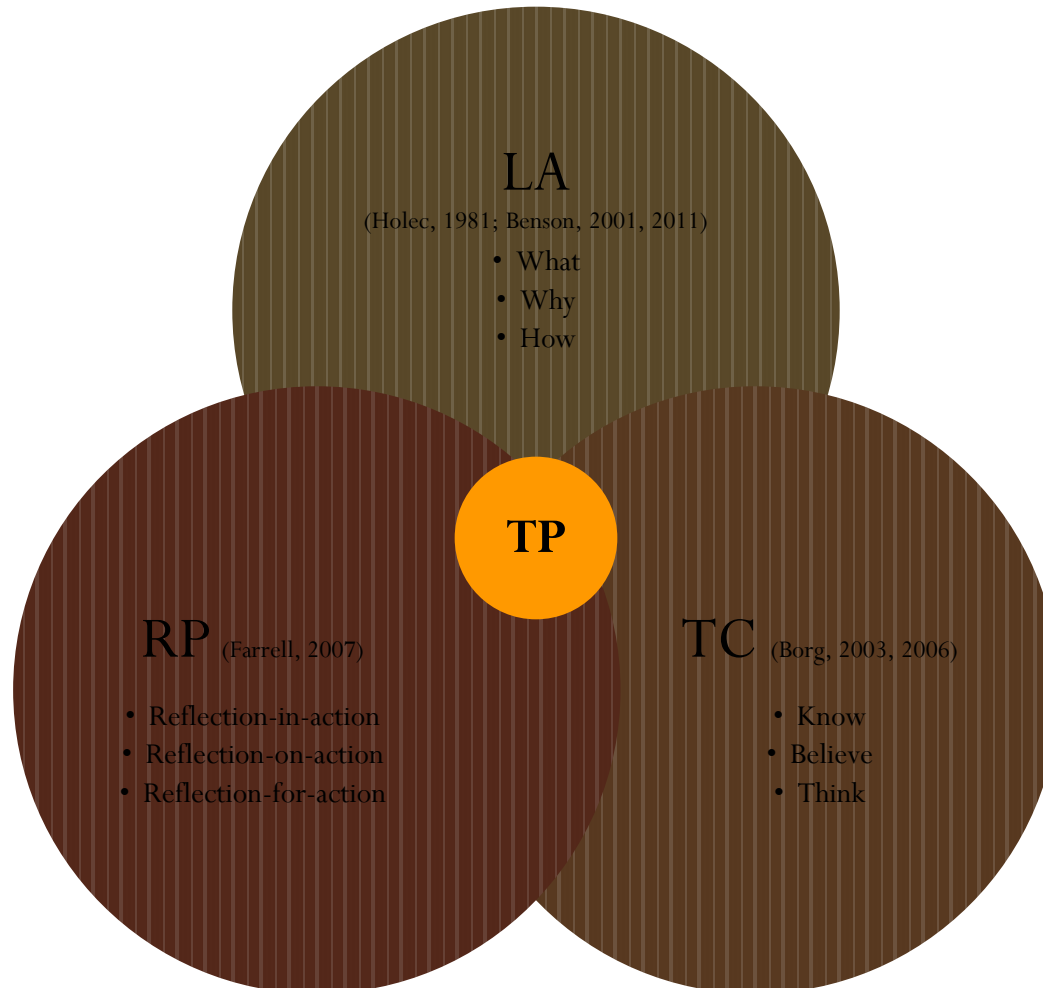 LA
(Holec, 1981; Benson, 2001, 2011)
• What
• Why
• How
TP
RP (Farrell, 2007)
• Reflection-in-action
• Reflection-on-action
• Reflection-for-action
TC (Borg, 2003, 2006)
• Know
• Believe
• Think